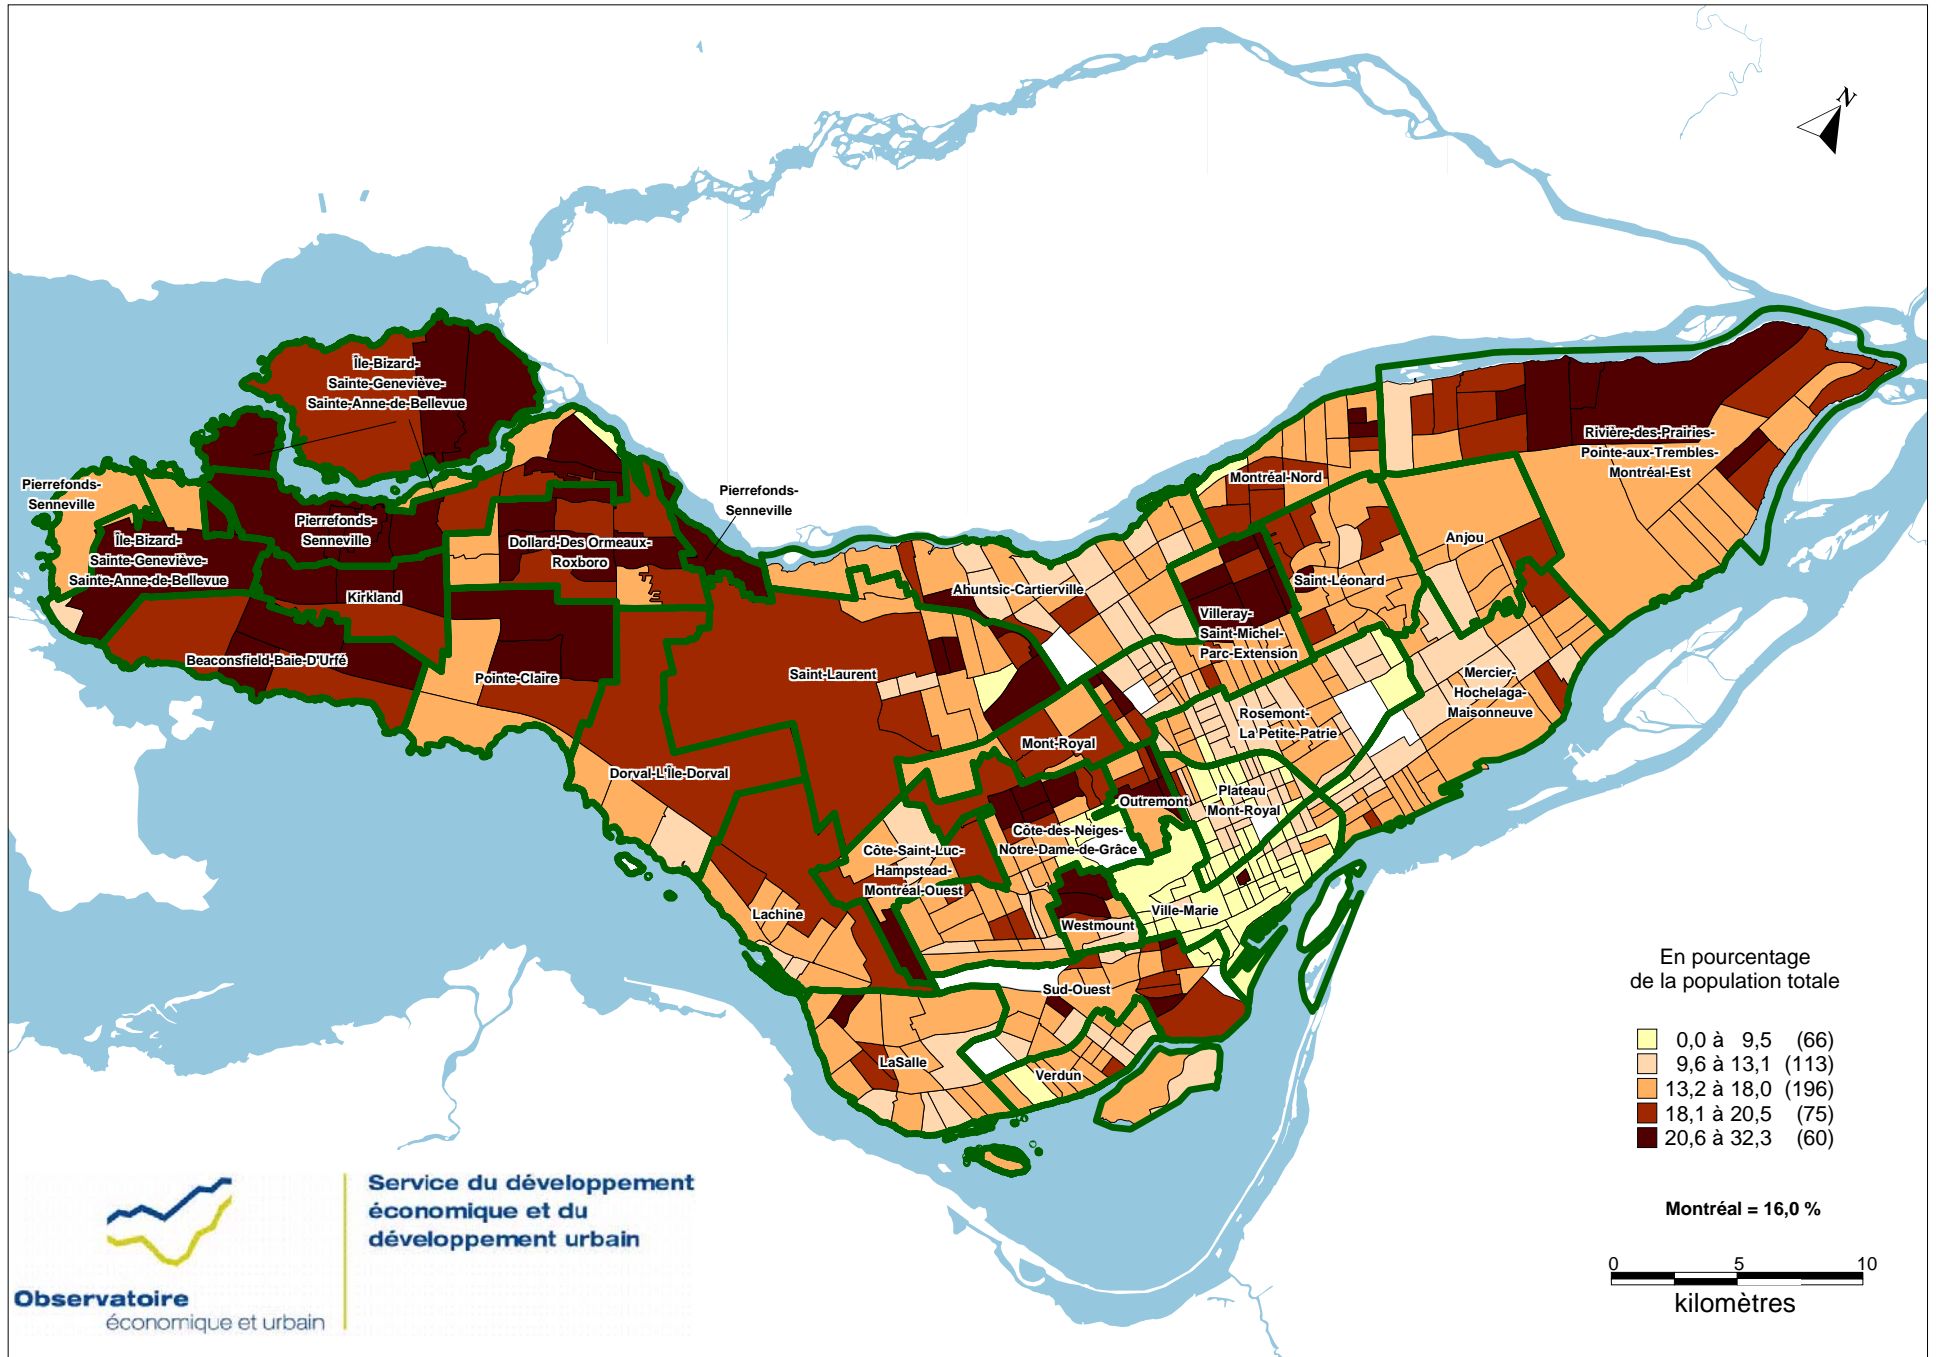 N
Île-Bizard-
Sainte-Geneviève-
Sainte-Anne-de-Bellevue
Pierrefonds-
Senneville
Pierrefonds-
Senneville
Île-Bizard-
Sainte-Geneviève-
Sainte-Anne-de-Bellevue
Pierrefonds-
Senneville
Dollard-Des Ormeaux-
Roxboro
Kirkland
Beaconsfield-Baie-D'Urfé
Pointe-Claire
Dorval-L'Île-Dorval
Saint-Laurent
Ahuntsic-Cartierville
Montréal-Nord
Rivière-des-Prairies-
Pointe-aux-Trembles-
Montréal-Est
Anjou
Saint-Léonard
Villeray-
Saint-Michel-
Parc-Extension
Mercier-
Hochelaga-
Maisonneuve
Rosemont-
La Petite-Patrie
Mont-Royal
Outremont
Plateau
Mont-Royal
Côte-des-Neiges-
Notre-Dame-de-Grâce
Côte-Saint-Luc-
Hampstead-
Montréal-Ouest
Lachine
Westmount
Ville-Marie
Sud-Ouest
LaSalle
Verdun
En pourcentage
de la population totale
0,0 à 9,5 (66)
9,6 à 13,1 (113)
13,2 à 18,0 (196)
18,1 à 20,5 (75)
20,6 à 32,3 (60)
Montréal = 16,0 %
0 5 10
kilomètres
Service du développement
économique et du
développement urbain
Observatoire
économique et urbain